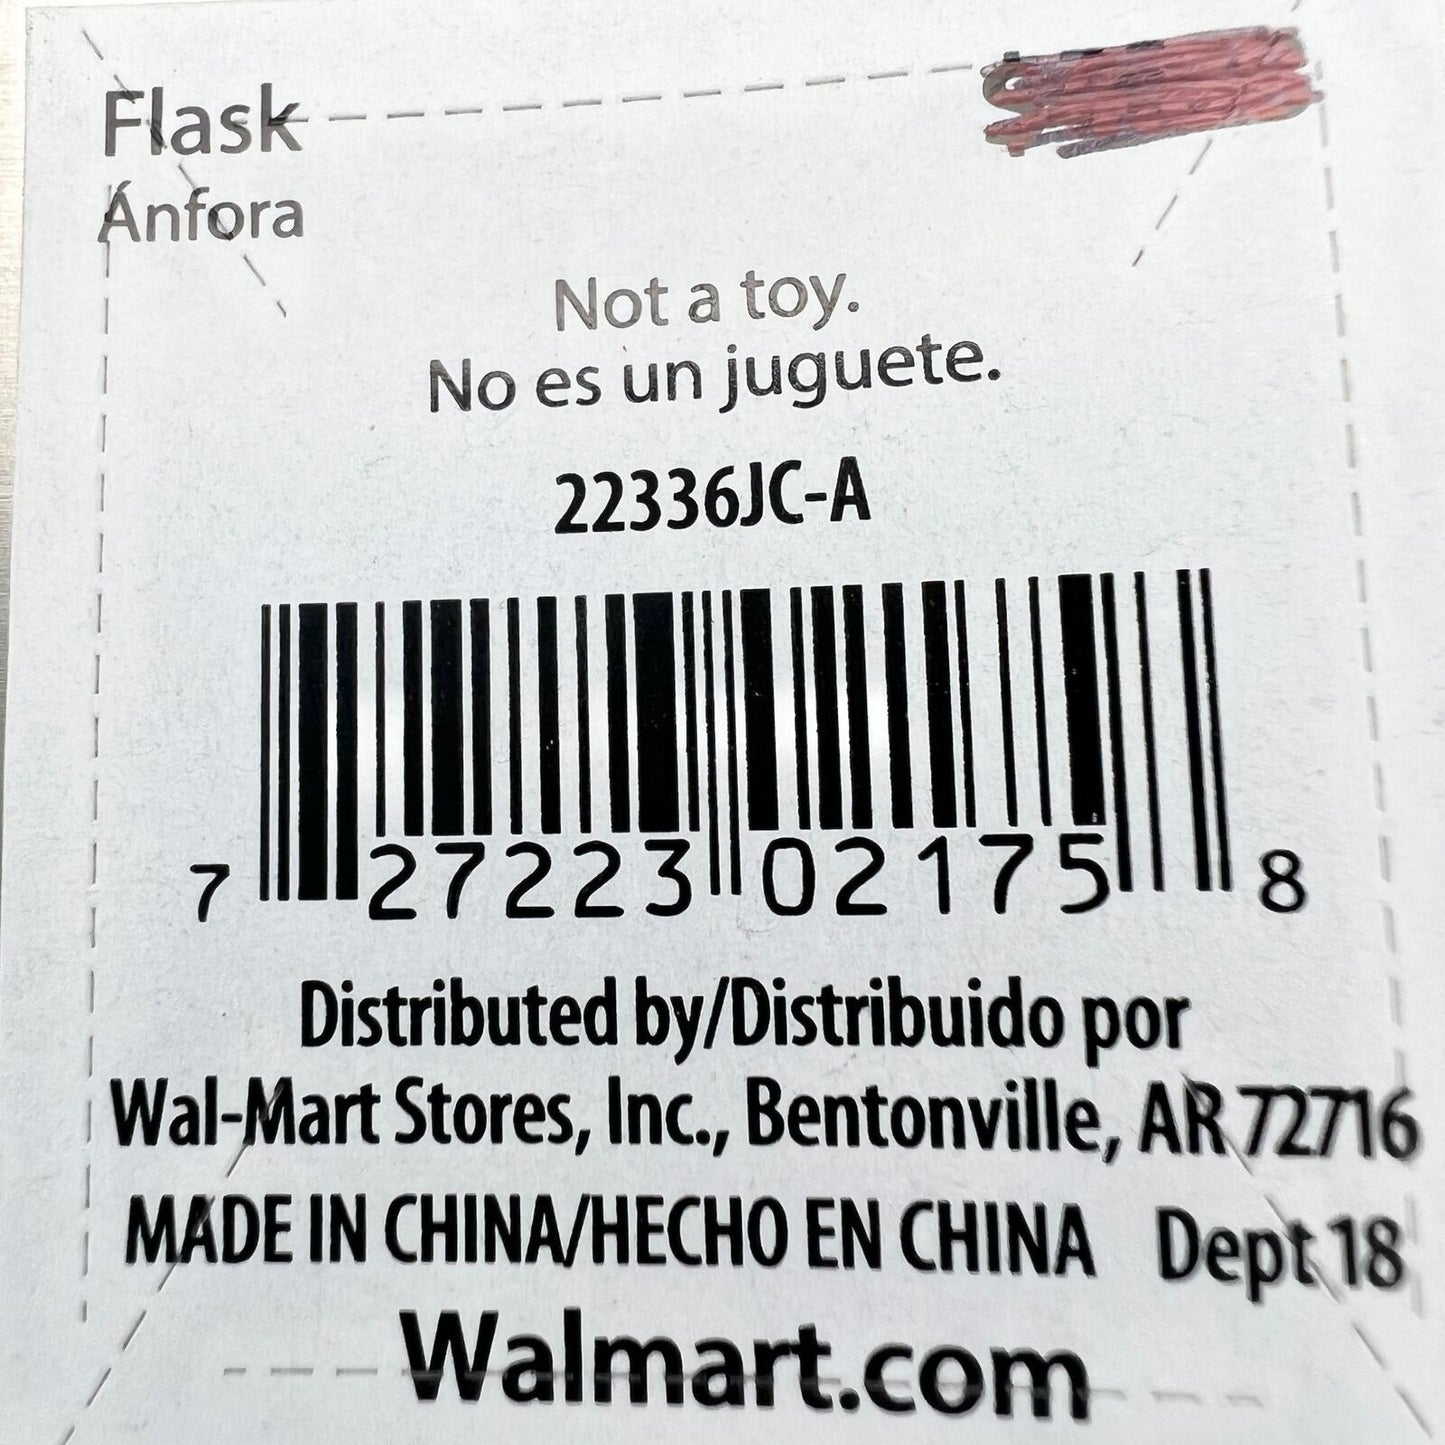 Flask
Ánfora
Not a toy.
No es un juguete.
22336JC-A
7 27223 02175 8
Distributed by/Distribuido por
Wal-Mart Stores, Inc., Bentonville, AR 72716
MADE IN CHINA/HECHO EN CHINA Dept 18
Walmart.com